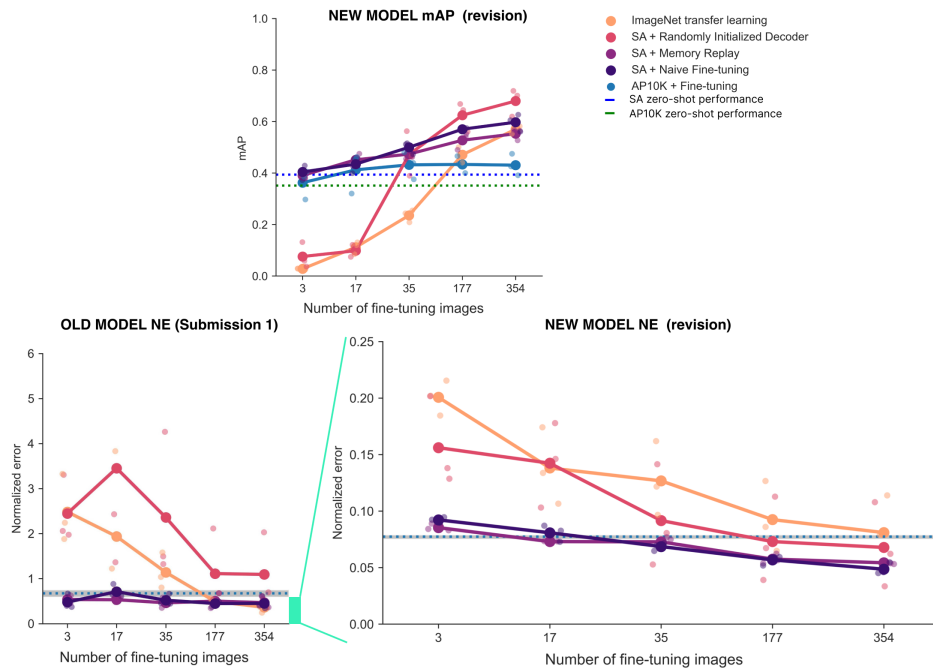 NEW MODEL mAP (revision)
1.0
0.8
0.6
0.4
0.2
0.0
mAP
3 17 35 177 354
Number of fine-tuning images
ImageNet transfer learning
SA + Randomly Initialized Decoder
SA + Memory Replay
SA + Naive Fine-tuning
AP10K + Fine-tuning
SA zero-shot performance
AP10K zero-shot performance
OLD MODEL NE (Submission 1)
6
5
4
3
2
1
0
Normalized error
3 17 35 177 354
Number of fine-tuning images
NEW MODEL NE (revision)
0.25
0.20
0.15
0.10
0.05
0.00
Normalized error
3 17 35 177 354
Number of fine-tuning images